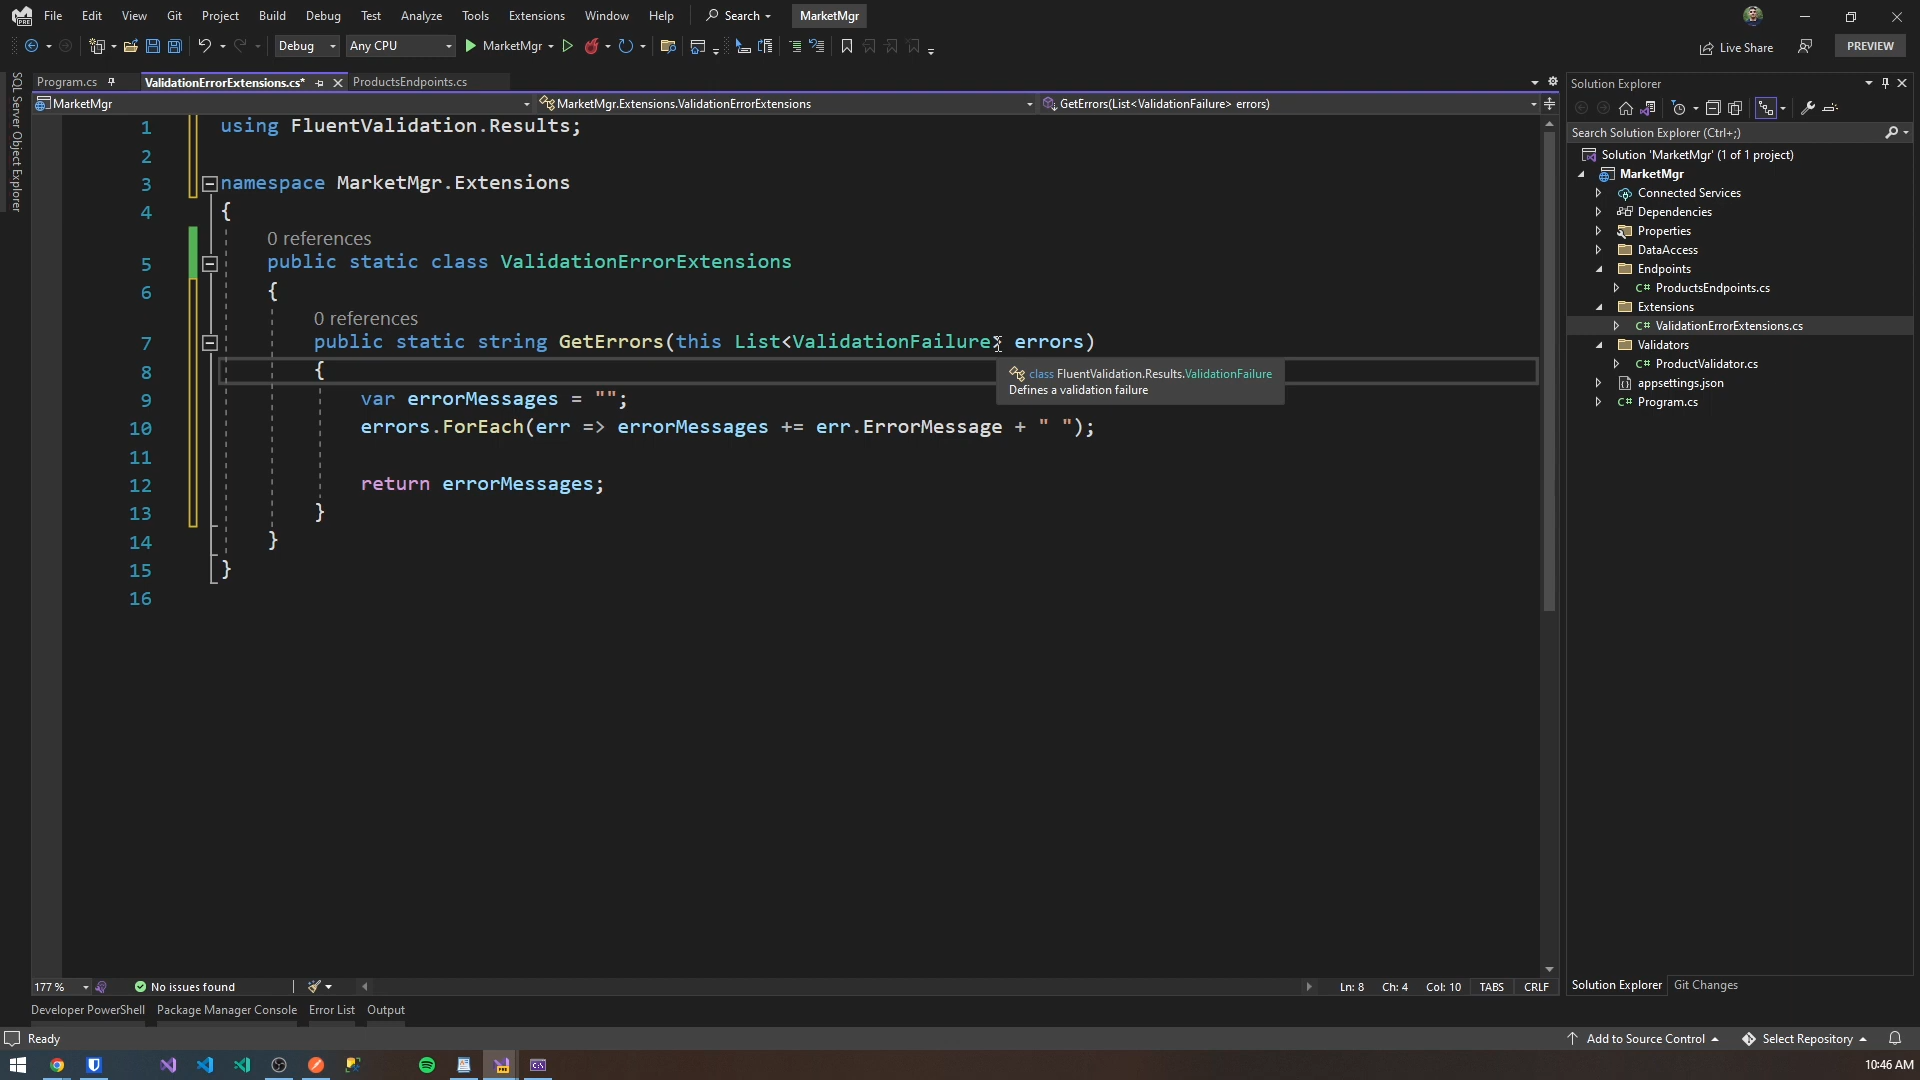 File Edit View Git Project Build Debug Test Analyze Tools Extensions Window Help Search MarketMgr
Debug Any CPU MarketMgr Live Share PREVIEW
SQL Server Object Explorer
Program.cs ValidationErrorExtensions.cs* ProductsEndpoints.cs
MarketMgr MarketMgr.Extensions.ValidationErrorExtensions GetErrors(List<ValidationFailure> errors)
1 using FluentValidation.Results;
2
3 namespace MarketMgr.Extensions
4 {
0 references
5 public static class ValidationErrorExtensions
6 {
0 references
7 public static string GetErrors(this List<ValidationFailure> errors)
8 {
class FluentValidation.Results.ValidationFailure
Defines a validation failure
9 var errorMessages = "";
10 errors.ForEach(err => errorMessages += err.ErrorMessage + " ");
11
12 return errorMessages;
13 }
14 }
15 }
16
177 % No issues found Ln: 8 Ch: 4 Col: 10 TABS CRLF
Developer PowerShell Package Manager Console Error List Output
Solution Explorer
Search Solution Explorer (Ctrl+;)
Solution 'MarketMgr' (1 of 1 project)
MarketMgr
Connected Services
Dependencies
Properties
DataAccess
Endpoints
C# ProductsEndpoints.cs
Extensions
C# ValidationErrorExtensions.cs
Validators
C# ProductValidator.cs
appsettings.json
C# Program.cs
Solution Explorer Git Changes
Ready Add to Source Control Select Repository
10:46 AM